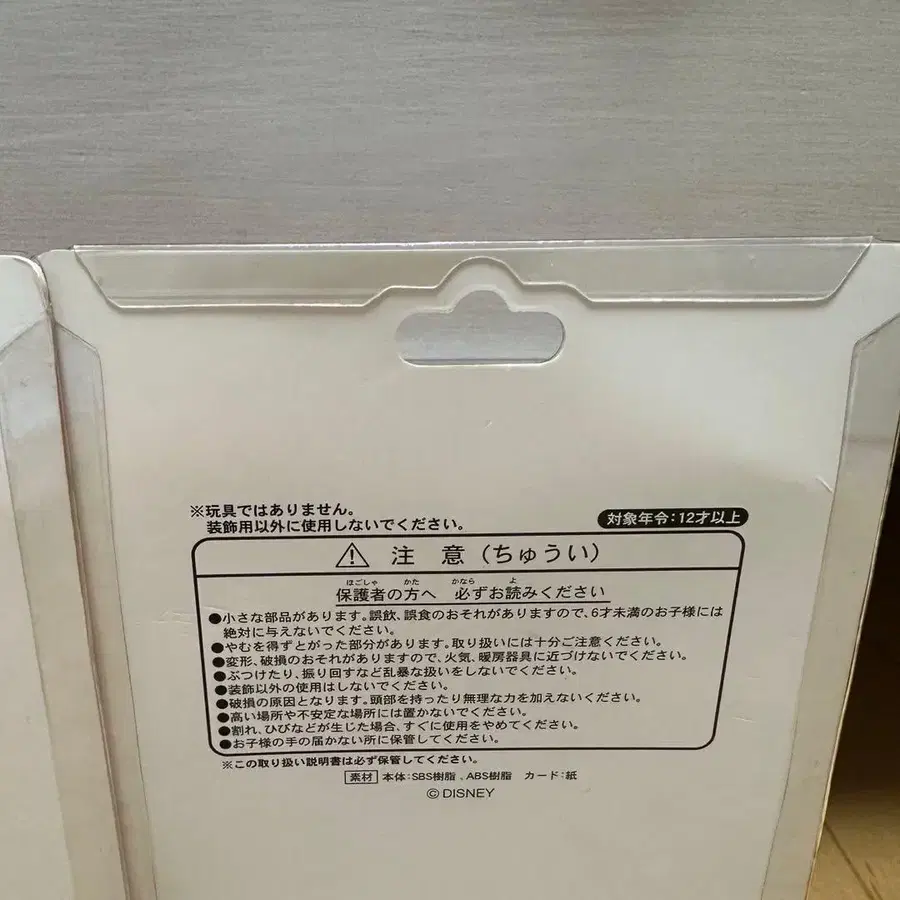 ※玩具ではありません。
装飾用以外に使用しないでください。
対象年令：12才以上
⚠ 注 意（ちゅうい）
ほごしゃ かた かなら よ
保護者の方へ 必ずお読みください
●小さな部品があります。誤飲、誤食のおそれがありますので、6才未満のお子様には
絶対に与えないでください。
●やむを得ずとがった部分があります。取り扱いには十分ご注意ください。
●変形、破損のおそれがありますので、火気、暖房器具に近づけないでください。
●ぶつけたり、振り回すなど乱暴な扱いをしないでください。
●装飾以外の使用はしないでください。
●破損の原因となります。頭部を持ったり無理な力を加えないください。
●高い場所や不安定な場所には置かないでください。
●割れ、ひびなどが生じた場合、すぐに使用をやめてください。
●お子様の手の届かない所に保管してください。
※この取り扱い説明書は必ず保管してください。
素材 本体：SBS樹脂、ABS樹脂 カード：紙
© DISNEY